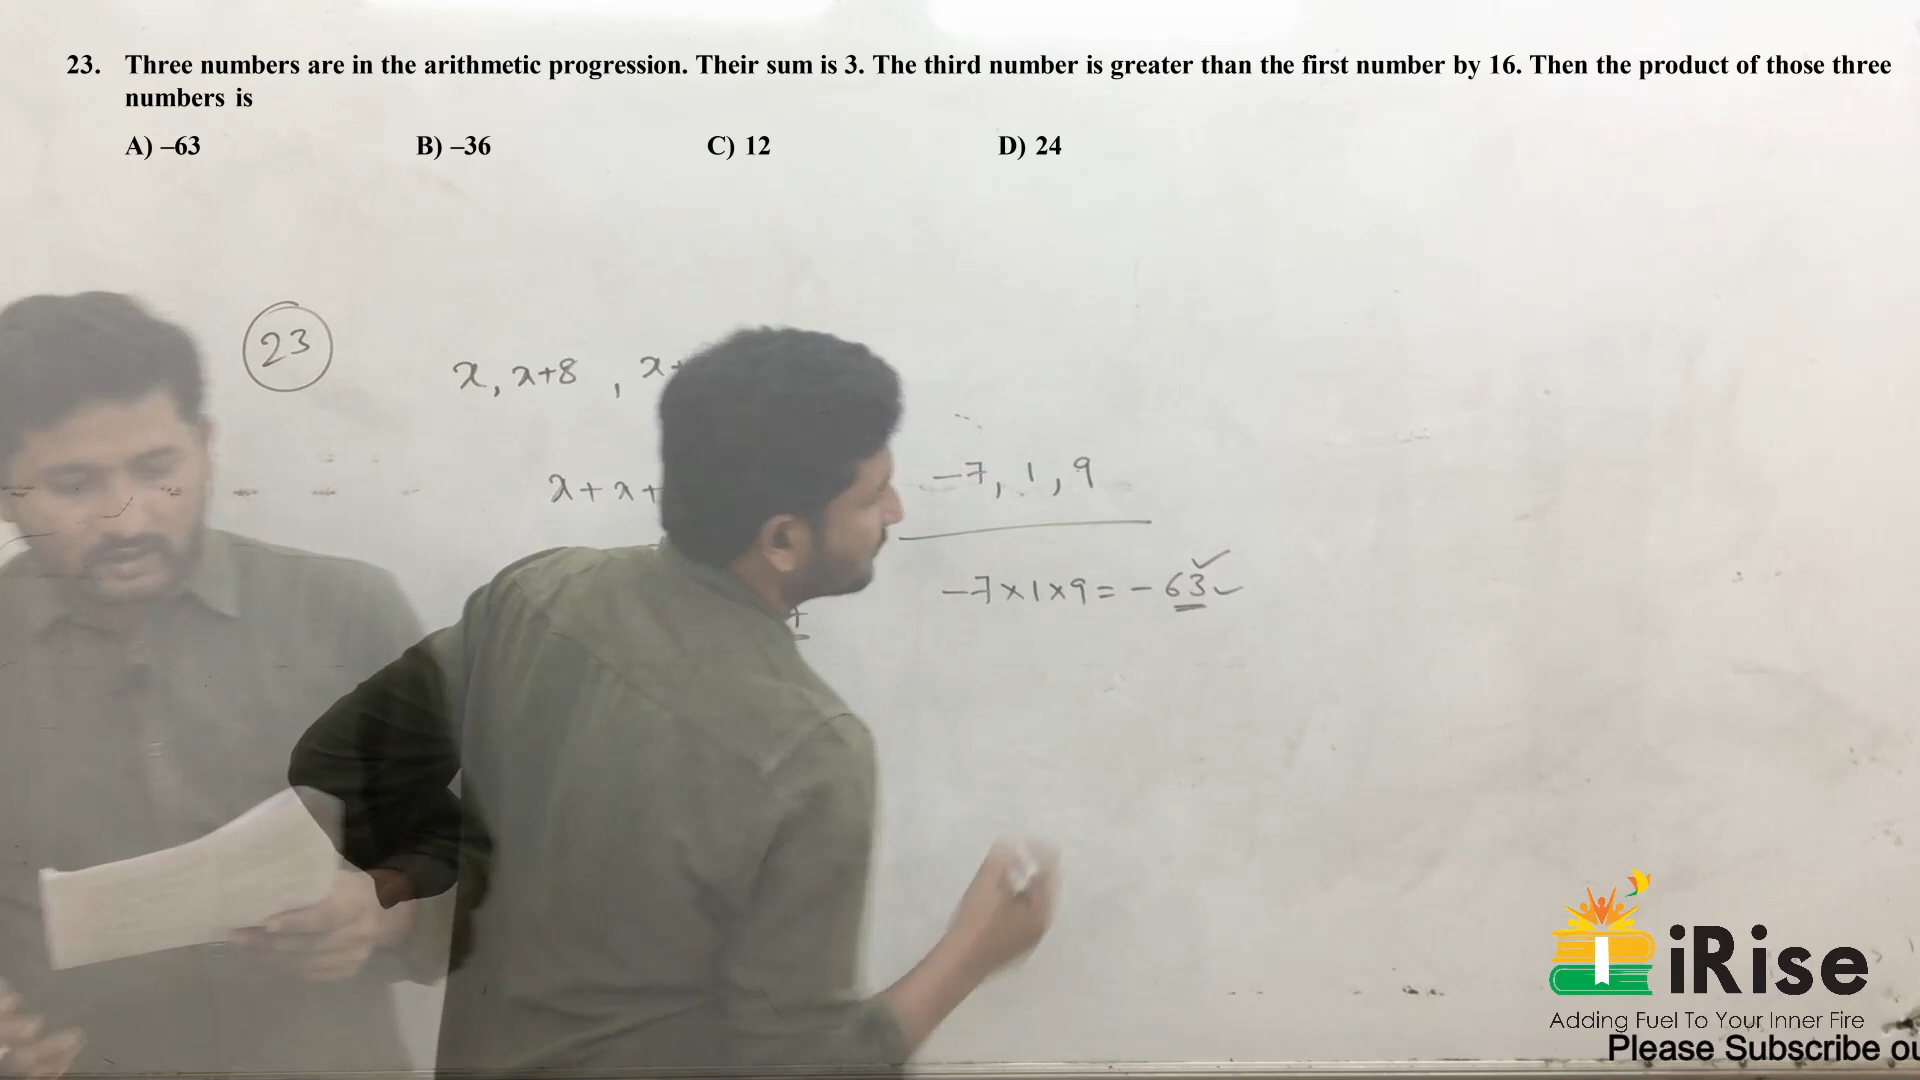 23. Three numbers are in the arithmetic progression. Their sum is 3. The third number is greater than the first number by 16. Then the product of those three
numbers is
A) –63 B) –36 C) 12 D) 24
23
x, x+8 , x+
x+x+
–7, 1, 9
–7×1×9= –63
iRise
Adding Fuel To Your Inner Fire
Please Subscribe ou